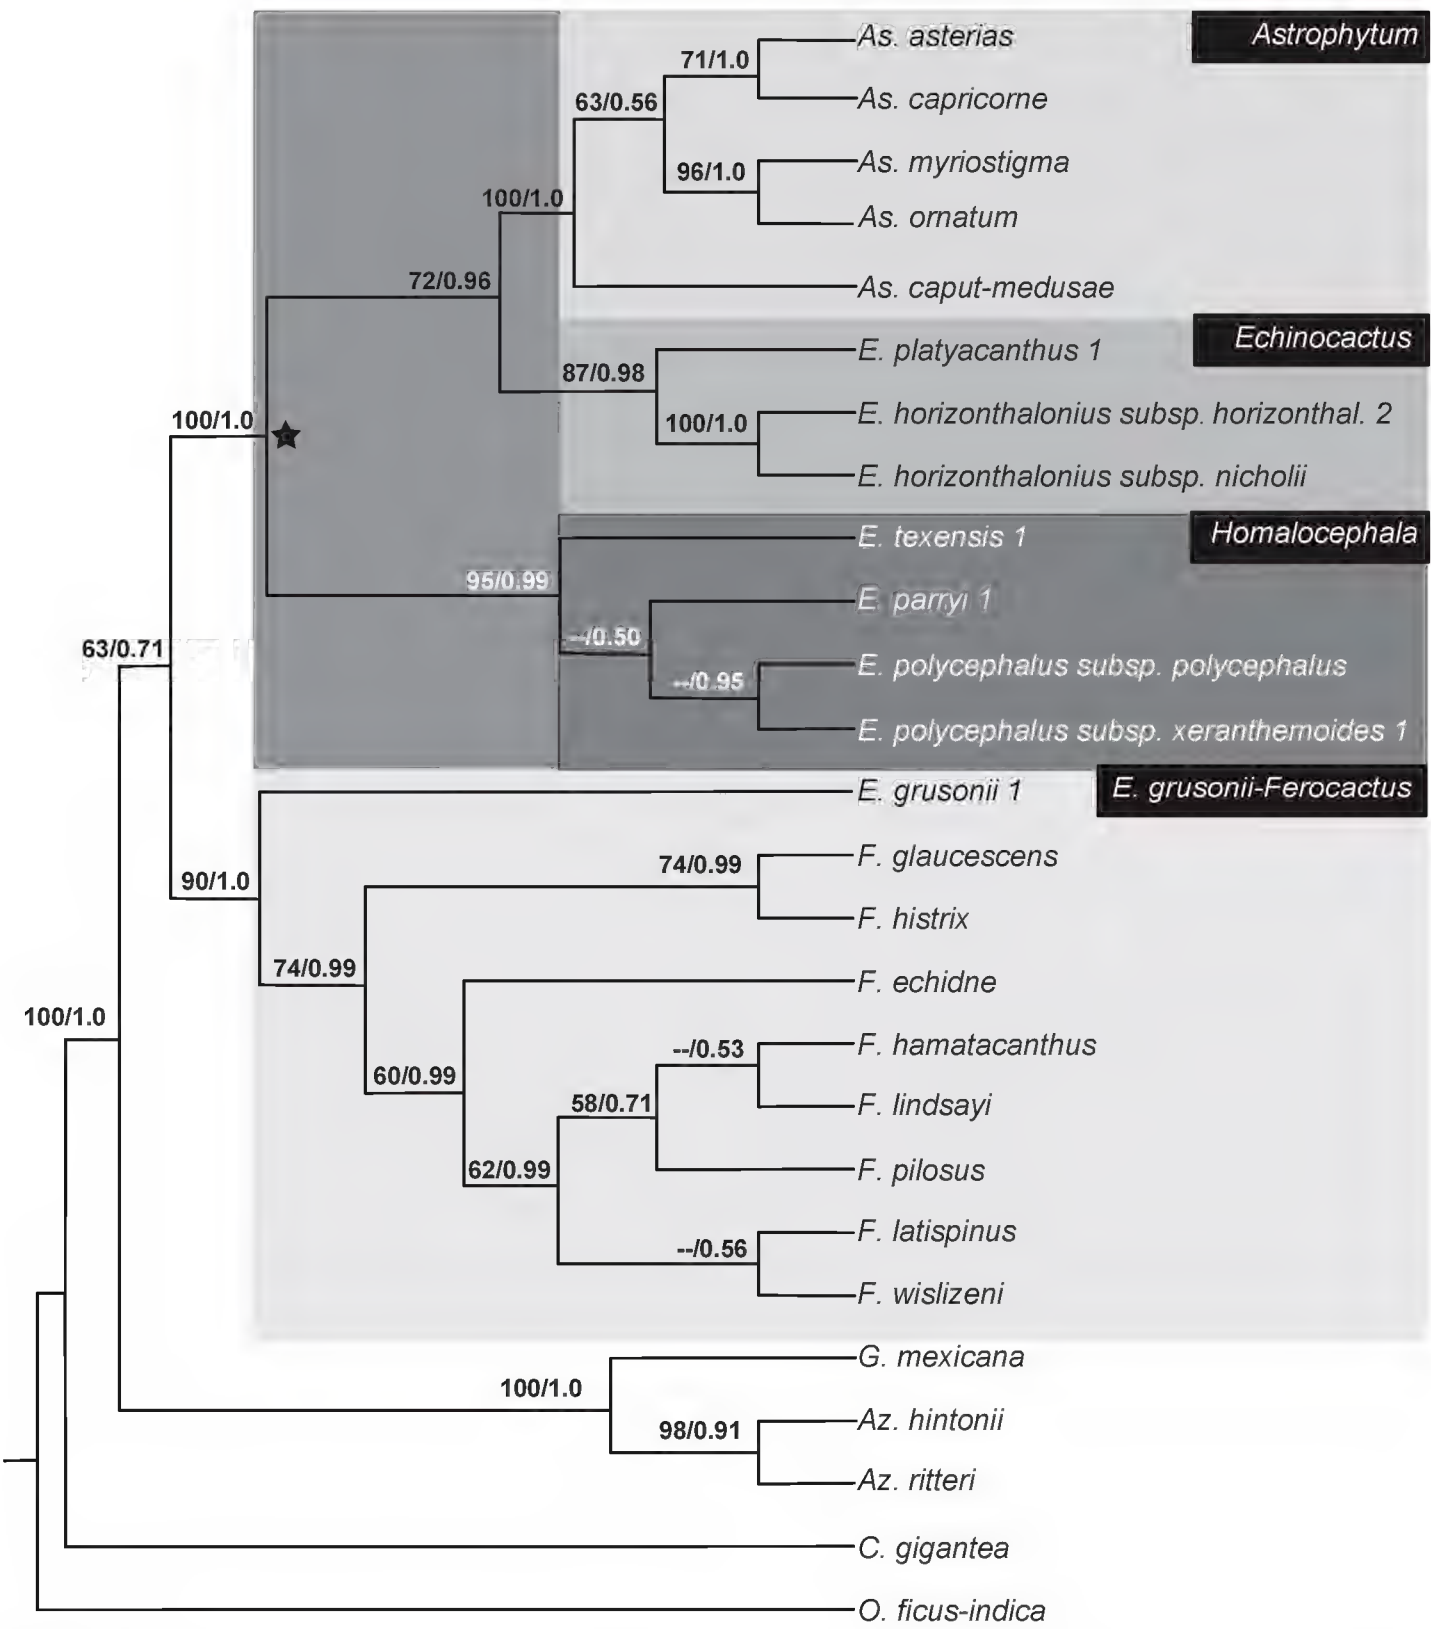 As. asterias
Astrophytum
71/1.0
As. capricorne
63/0.56
As. myriostigma
96/1.0
As. ornatum
100/1.0
72/0.96
As. caput-medusae
Echinocactus
E. platyacanthus 1
87/0.98
E. horizonthalonius subsp. horizonthal. 2
100/1.0
100/1.0
E. horizonthalonius subsp. nicholii
Homalocephala
E. texensis 1
95/0.99
E. parryi 1
--/0.50
63/0.71
E. polycephalus subsp. polycephalus
--/0.95
E. polycephalus subsp. xeranthemoides 1
E. grusonii 1
E. grusonii-Ferocactus
F. glaucescens
74/0.99
90/1.0
F. histrix
74/0.99
F. echidne
100/1.0
F. hamatacanthus
--/0.53
60/0.99
58/0.71
F. lindsayi
62/0.99
F. pilosus
F. latispinus
--/0.56
F. wislizeni
G. mexicana
100/1.0
Az. hintonii
98/0.91
Az. ritteri
C. gigantea
O. ficus-indica